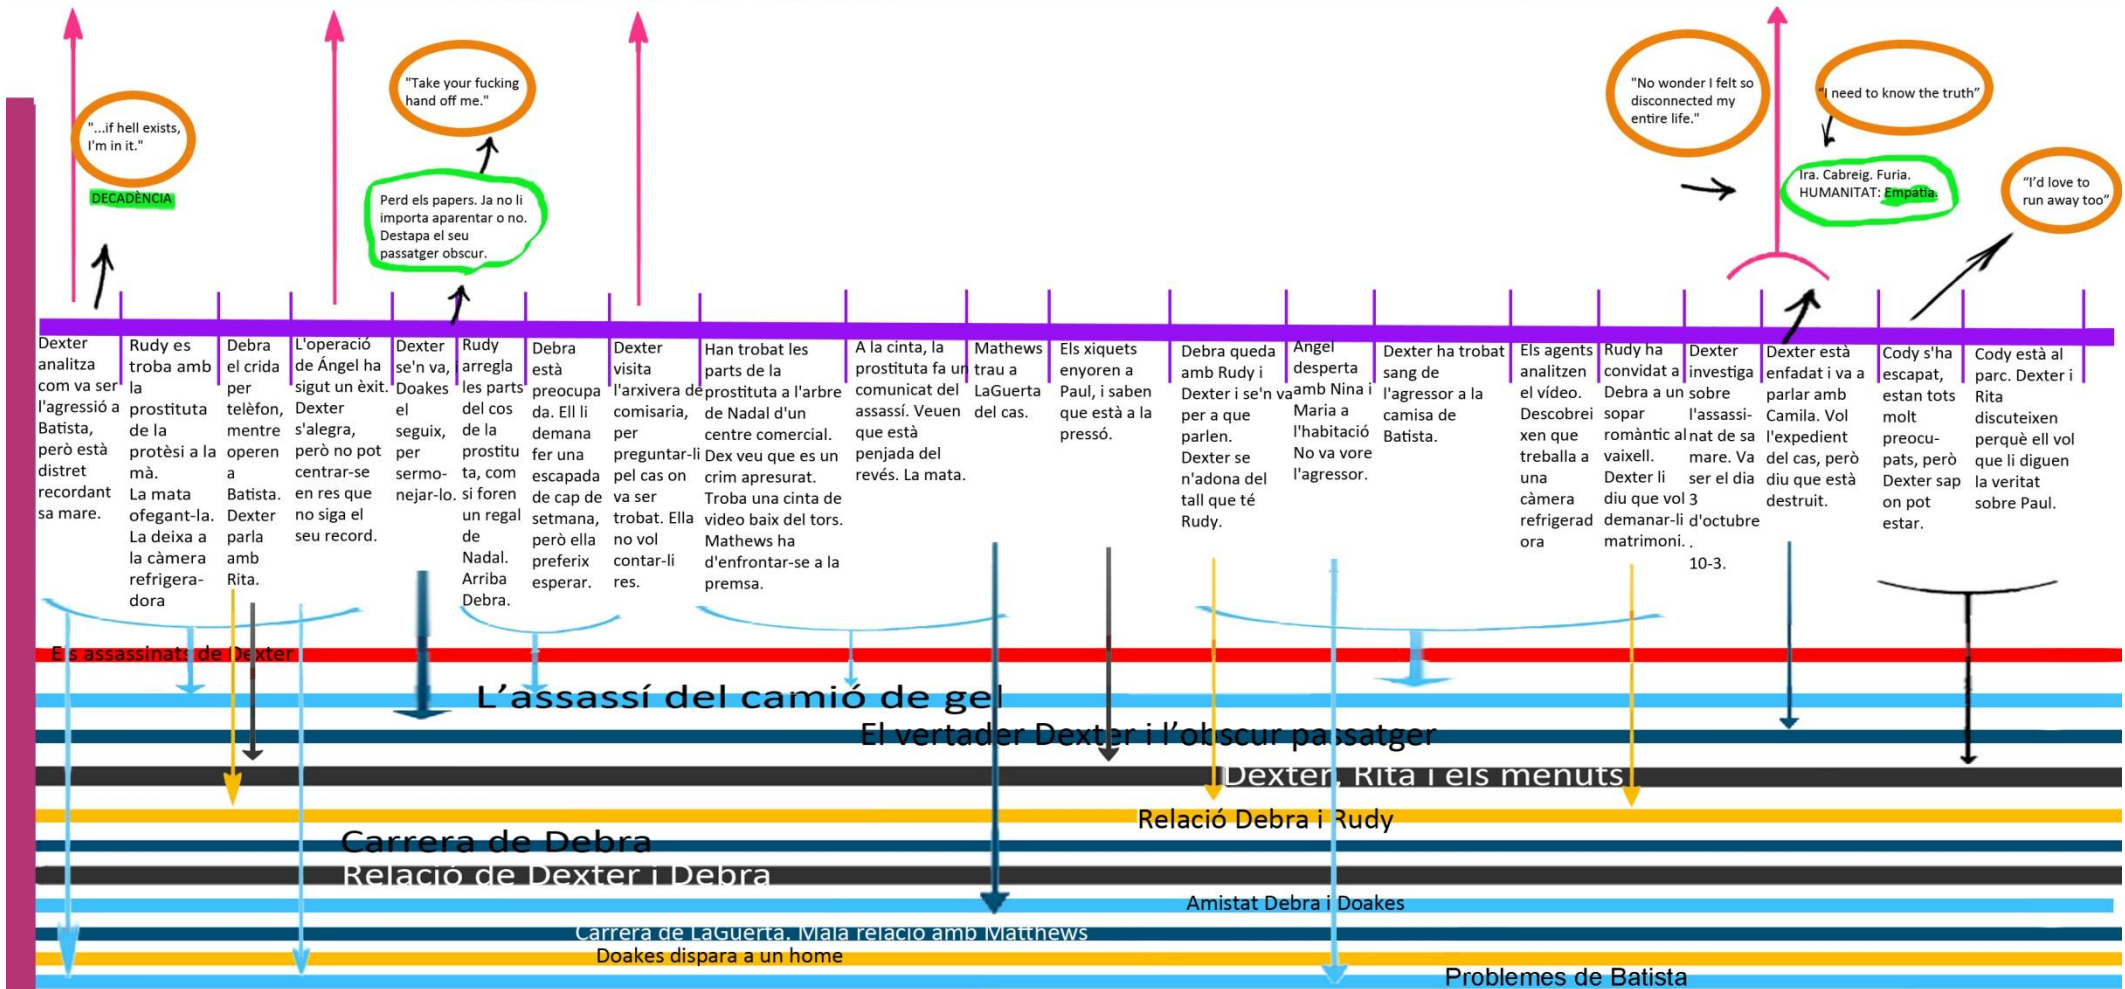 "...if hell exists,
I'm in it."
DECADÈNCIA
"Take your fucking
hand off me."
Perd els papers. Ja no li
importa aparentar o no.
Destapa el seu
passatger obscur.
"No wonder I felt so
disconnected my
entire life."
"I need to know the truth”
Ira. Cabreig. Furia.
HUMANITAT: Empatia.
“I’d love to
run away too”
Dexter
analitza
com va ser
l'agressió a
Batista,
però està
distret
recordant
sa mare.
Rudy es
troba amb
la
prostituta
de la
protèsi a la
mà.
La mata
ofegant-la.
La deixa a
la càmera
refrigera-
dora
Debra
el crida
per
telèfon,
mentre
operen
a
Batista.
Dexter
parla
amb
Rita.
L'operació
de Ángel ha
sigut un èxit.
Dexter
s'alegra,
però no pot
centrar-se
en res que
no siga el
seu record.
Dexter
se'n va, i
Doakes
el
seguix,
per
sermo-
nejar-lo.
Rudy
arregla
les parts
del cos
de la
prostitu
ta, com
si foren
un regal
de
Nadal.
Arriba
Debra.
Debra
està
preocupa
da. Ell li
demana
fer una
escapada
de cap de
setmana,
però ella
preferix
esperar.
Dexter
visita
l'arxivera de
comisaria,
per
preguntar-li
pel cas on
va ser
trobat. Ella
no vol
contar-li
res.
Han trobat les
parts de la
prostituta a l'arbre
de Nadal d'un
centre comercial.
Dex veu que es un
crim apresurat.
Troba una cinta de
video baix del tors.
Mathews ha
d'enfrontar-se a la
premsa.
A la cinta, la
prostituta fa un
comunicat del
assassí. Veuen
que està
penjada del
revés. La mata.
Mathews
trau a
LaGuerta
del cas.
Els xiquets
enyoren a
Paul, i saben
que està a la
pressó.
Debra queda
amb Rudy i
Dexter i se'n va
per a que
parlen.
Dexter se
n'adona del
tall que té
Rudy.
Angel
desperta
amb Nina i
Maria a
l'habitació
No va vore
l'agressor.
Dexter ha trobat
sang de
l'agressor a la
camisa de
Batista.
Els agents
analitzen
el vídeo.
Descobrei
xen que
treballa a
una
càmera
refrigerad
ora
Rudy ha
convidat a
Debra a un
sopar
romàntic al
vaixell.
Dexter li
diu que vol
demanar-li
matrimoni.
Dexter
investiga
sobre
l'assassi-
nat de sa
mare. Va
ser el dia
3
d'octubre
.
10-3.
Dexter està
enfadat i va a
parlar amb
Camila. Vol
l'expedient
del cas, però
diu que està
destruit.
Cody s'ha
escapat,
estan tots
molt
preocu-
pats, però
Dexter sap
on pot
estar.
Cody està al
parc. Dexter i
Rita
discuteixen
perquè ell vol
que li diguen
la veritat
sobre Paul.
Els assassinats de Dexter
L’assassí del camió de gel
El vertader Dexter i l’obscur passatger
Dexter, Rita i els menuts
Relació Debra i Rudy
Carrera de Debra
Relació de Dexter i Debra
Amistat Debra i Doakes
Carrera de LaGuerta. Mala relació amb Matthews
Doakes dispara a un home
Problemes de Batista